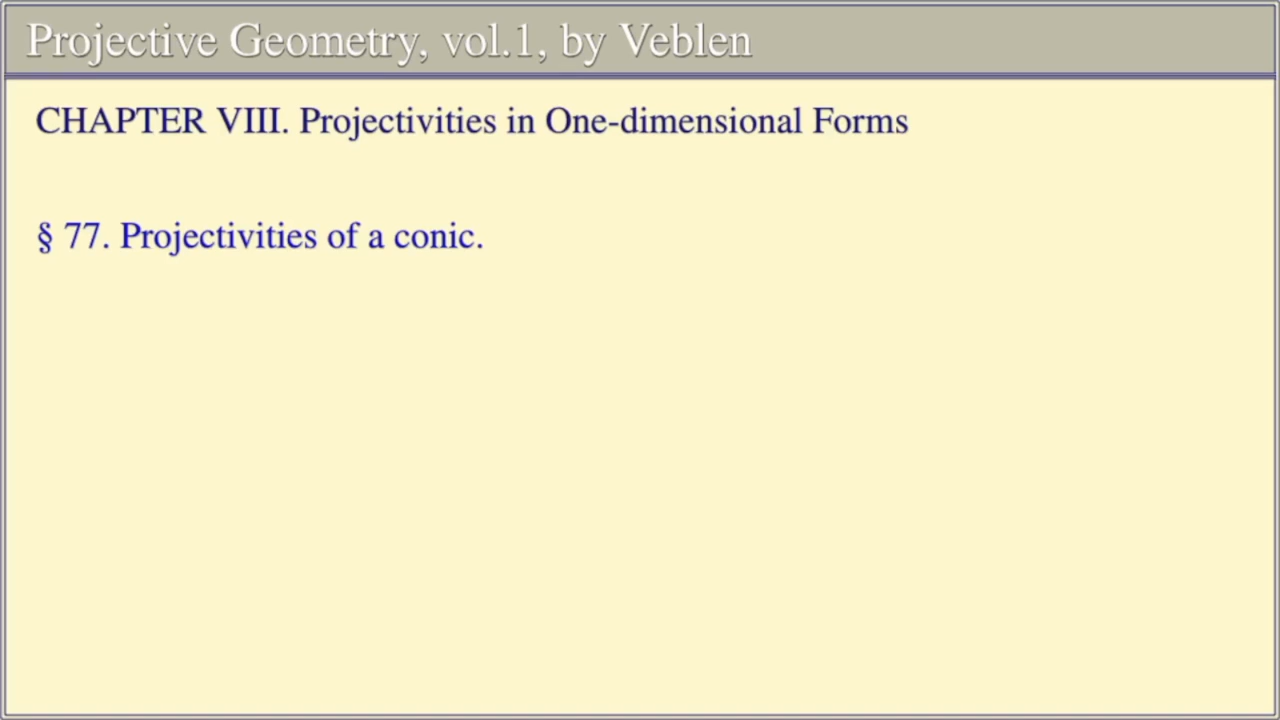 Projective Geometry, vol.1, by Veblen
CHAPTER VIII. Projectivities in One-dimensional Forms
§ 77. Projectivities of a conic.